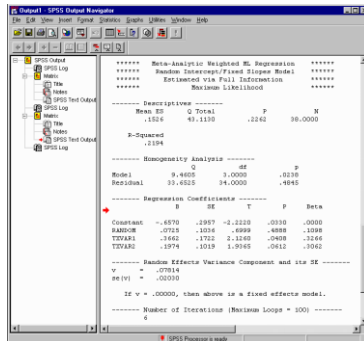 Output1 - SPSS Output Navigator
File Edit View Insert Format Statistics Graphs Utilities Window Help
SPSS Output
SPSS Log
Matrix
Title
Notes
SPSS Text Output
SPSS Log
Matrix
Title
Notes
SPSS Text Output
SPSS Log
****** Meta-Analytic Weighted ML Regression ******
****** Random Intercept/Fixed Slopes Model ******
****** Estimated via Full Information ******
****** Maximum Likelihood ******
------- Descriptives -------
Mean ES Q Total P N
.1526 43.1130 .2262 38.0000
R-Squared
.2194
------- Homogeneity Analysis -------
Q df p
Model 9.4605 3.0000 .0238
Residual 33.6525 34.0000 .4845
------- Regression Coefficients -------
B SE T P Beta
Constant -.6570 .2957 -2.2220 .0330 .0000
RANDOM .0725 .1036 .6999 .4888 .1098
TXVAR1 .3662 .1722 2.1260 .0408 .3266
TXVAR2 .1974 .1019 1.9365 .0612 .3062
------- Random Effects Variance Component and its SE -------
v = .07814
se(v) = .02030
If v = .00000, then above is a fixed effects model.
------- Number of Iterations (Maximum Loops = 100) -------
6
SPSS Processor is ready